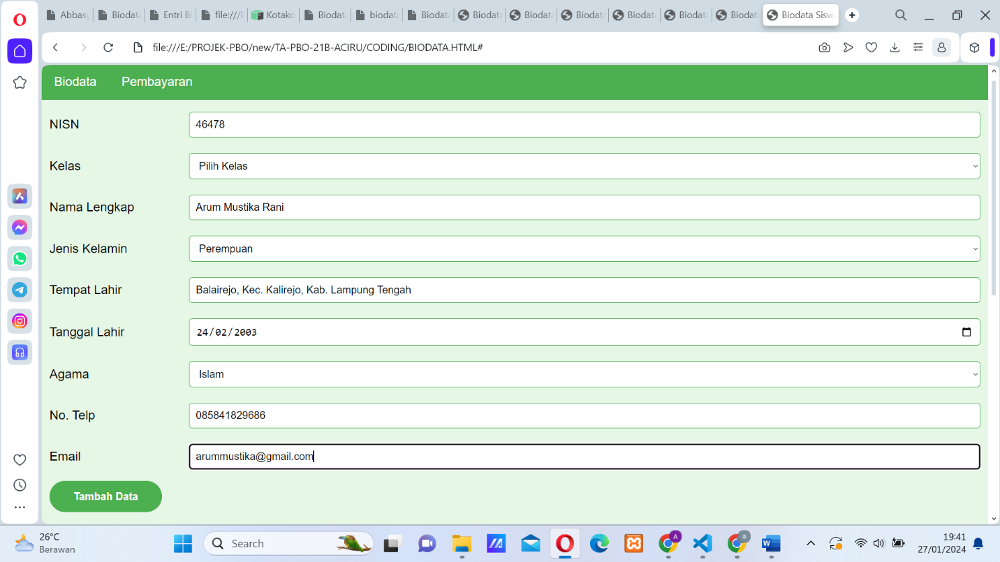 Abbasy
Biodat
Entri Bi
file:///E
Kotako
Biodat
biodat
Biodat
Biodat
Biodat
Biodat
Biodat
Biodat
Biodat
Biodata Sisw
file:///E:/PROJEK-PBO/new/TA-PBO-21B-ACIRU/CODING/BIODATA.HTML#
Biodata Pembayaran
NISN 46478
Kelas Pilih Kelas
Nama Lengkap Arum Mustika Rani
Jenis Kelamin Perempuan
Tempat Lahir Balairejo, Kec. Kalirejo, Kab. Lampung Tengah
Tanggal Lahir 24/02/2003
Agama Islam
No. Telp 085841829686
Email arummustika@gmail.com
Tambah Data
26°C
Berawan
Search
19:41
27/01/2024